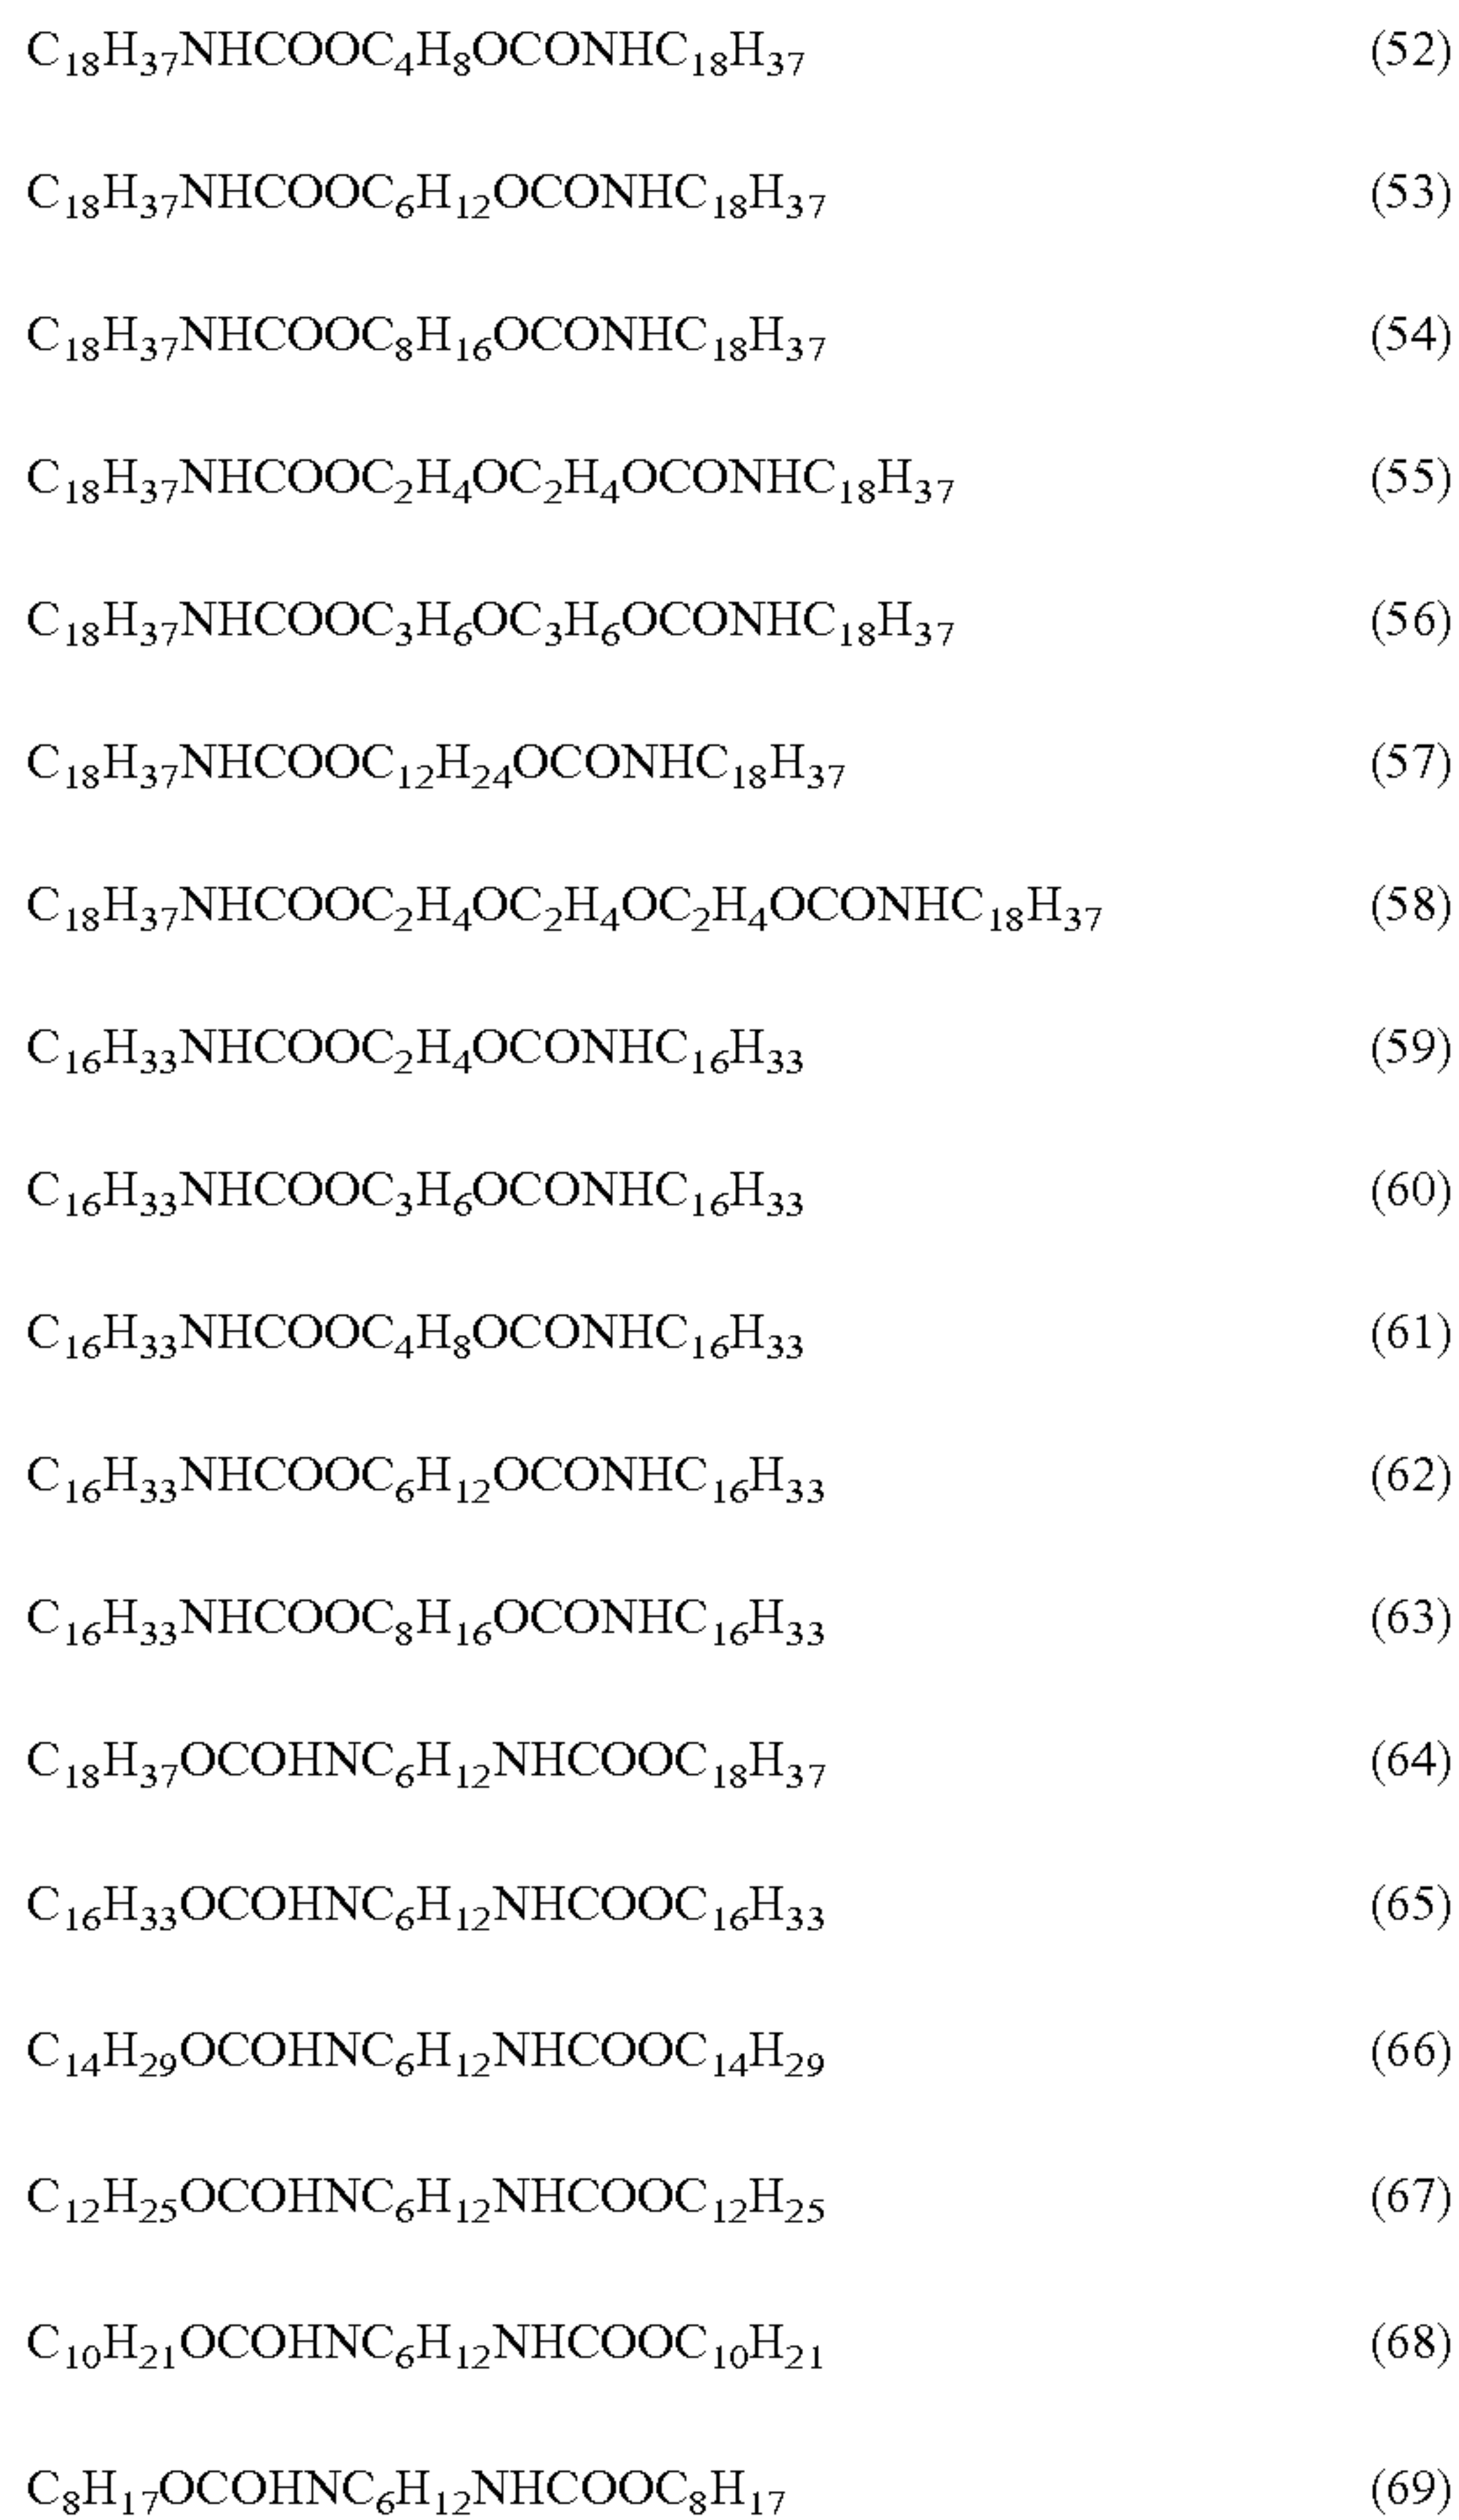 C₁₈H₃₇NHCOOC₄H₈OCONHC₁₈H₃₇ (52)
C₁₈H₃₇NHCOOC₆H₁₂OCONHC₁₈H₃₇ (53)
C₁₈H₃₇NHCOOC₈H₁₆OCONHC₁₈H₃₇ (54)
C₁₈H₃₇NHCOOC₂H₄OC₂H₄OCONHC₁₈H₃₇ (55)
C₁₈H₃₇NHCOOC₃H₆OC₃H₆OCONHC₁₈H₃₇ (56)
C₁₈H₃₇NHCOOC₁₂H₂₄OCONHC₁₈H₃₇ (57)
C₁₈H₃₇NHCOOC₂H₄OC₂H₄OC₂H₄OCONHC₁₈H₃₇ (58)
C₁₆H₃₃NHCOOC₂H₄OCONHC₁₆H₃₃ (59)
C₁₆H₃₃NHCOOC₃H₆OCONHC₁₆H₃₃ (60)
C₁₆H₃₃NHCOOC₄H₈OCONHC₁₆H₃₃ (61)
C₁₆H₃₃NHCOOC₆H₁₂OCONHC₁₆H₃₃ (62)
C₁₆H₃₃NHCOOC₈H₁₆OCONHC₁₆H₃₃ (63)
C₁₈H₃₇OCOHNC₆H₁₂NHCOOC₁₈H₃₇ (64)
C₁₆H₃₃OCOHNC₆H₁₂NHCOOC₁₆H₃₃ (65)
C₁₄H₂₉OCOHNC₆H₁₂NHCOOC₁₄H₂₉ (66)
C₁₂H₂₅OCOHNC₆H₁₂NHCOOC₁₂H₂₅ (67)
C₁₀H₂₁OCOHNC₆H₁₂NHCOOC₁₀H₂₁ (68)
C₈H₁₇OCOHNC₆H₁₂NHCOOC₈H₁₇ (69)